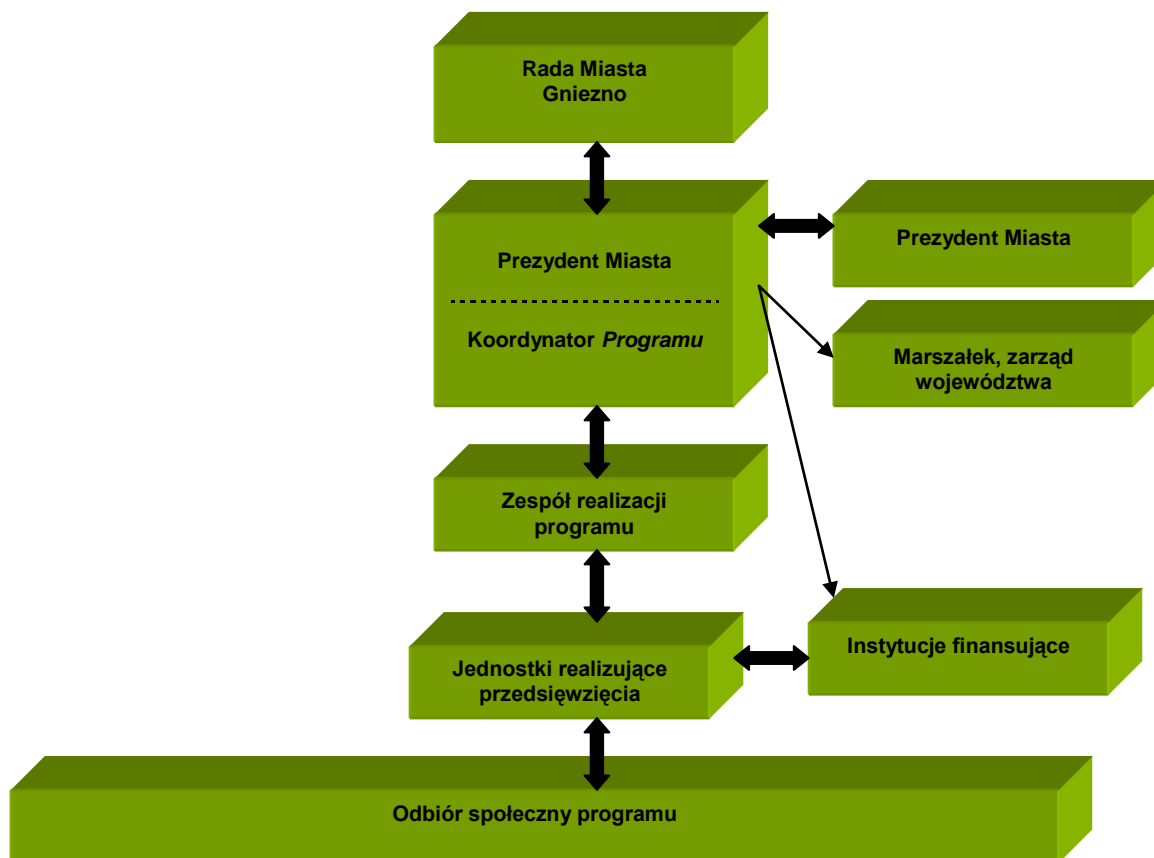 Rada Miasta
Gniezno
Prezydent Miasta
Koordynator Programu
Prezydent Miasta
Marszałek, zarząd
województwa
Zespół realizacji
programu
Instytucje finansujące
Jednostki realizujące
przedsięwzięcia
Odbiór społeczny programu